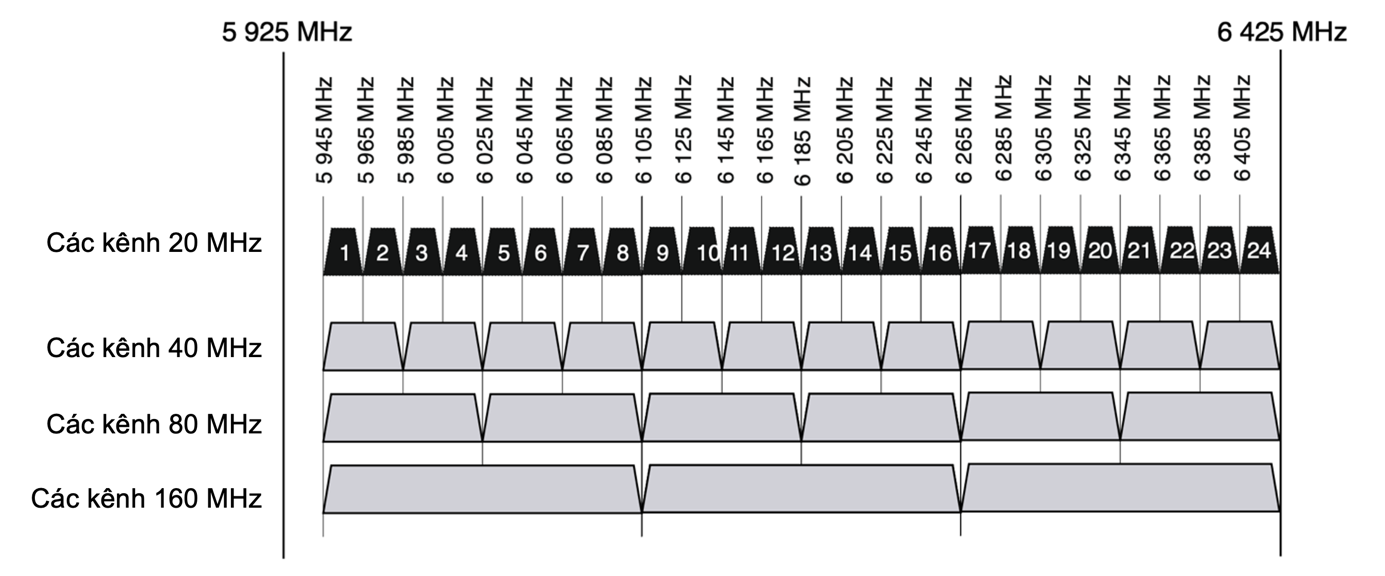 5 925 MHz
6 425 MHz
5 945 MHz
5 965 MHz
5 985 MHz
6 005 MHz
6 025 MHz
6 045 MHz
6 065 MHz
6 085 MHz
6 105 MHz
6 125 MHz
6 145 MHz
6 165 MHz
6 185 MHz
6 205 MHz
6 225 MHz
6 245 MHz
6 265 MHz
6 285 MHz
6 305 MHz
6 325 MHz
6 345 MHz
6 365 MHz
6 385 MHz
6 405 MHz
Các kênh 20 MHz
1 2 3 4 5 6 7 8 9 10 11 12 13 14 15 16 17 18 19 20 21 22 23 24
Các kênh 40 MHz
Các kênh 80 MHz
Các kênh 160 MHz